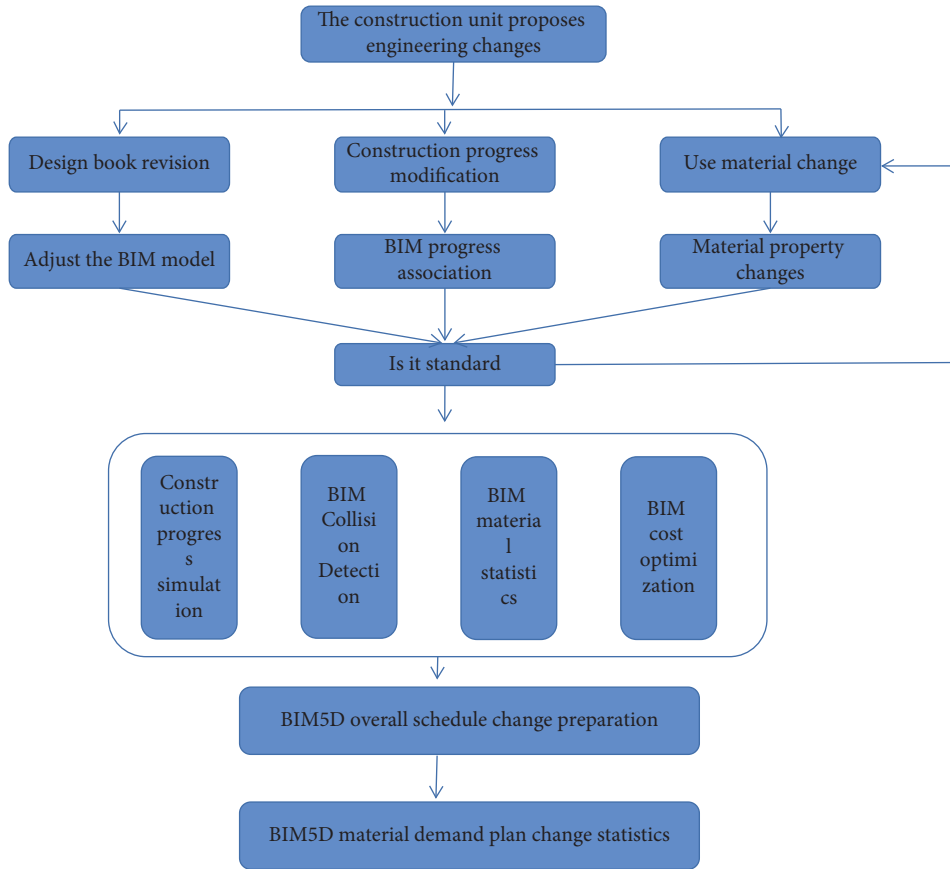 The construction unit proposes
engineering changes
Design book revision
Construction progress
modification
Use material change
Adjust the BIM model
BIM progress
association
Material property
changes
Is it standard
Constr
uction
progres
s
simulat
ion
BIM
Collisi
on
Detecti
on
BIM
materia
l
statisti
cs
BIM
cost
optimi
zation
BIM5D overall schedule change preparation
BIM5D material demand plan change statistics